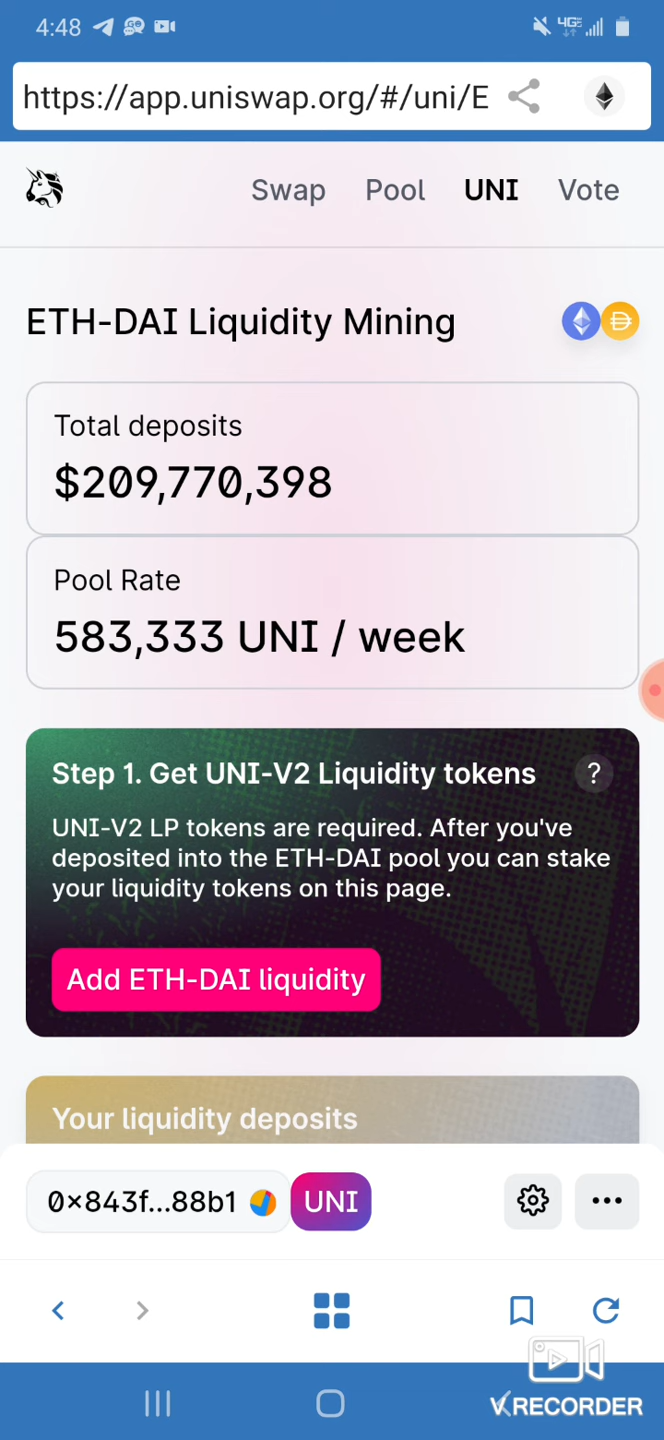 4:48
4GE
https://app.uniswap.org/#/uni/E
Swap Pool UNI Vote
ETH-DAI Liquidity Mining
Total deposits
$209,770,398
Pool Rate
583,333 UNI / week
Step 1. Get UNI-V2 Liquidity tokens ?
UNI-V2 LP tokens are required. After you've
deposited into the ETH-DAI pool you can stake
your liquidity tokens on this page.
Add ETH-DAI liquidity
Your liquidity deposits
0x843f...88b1 UNI
VRECORDER